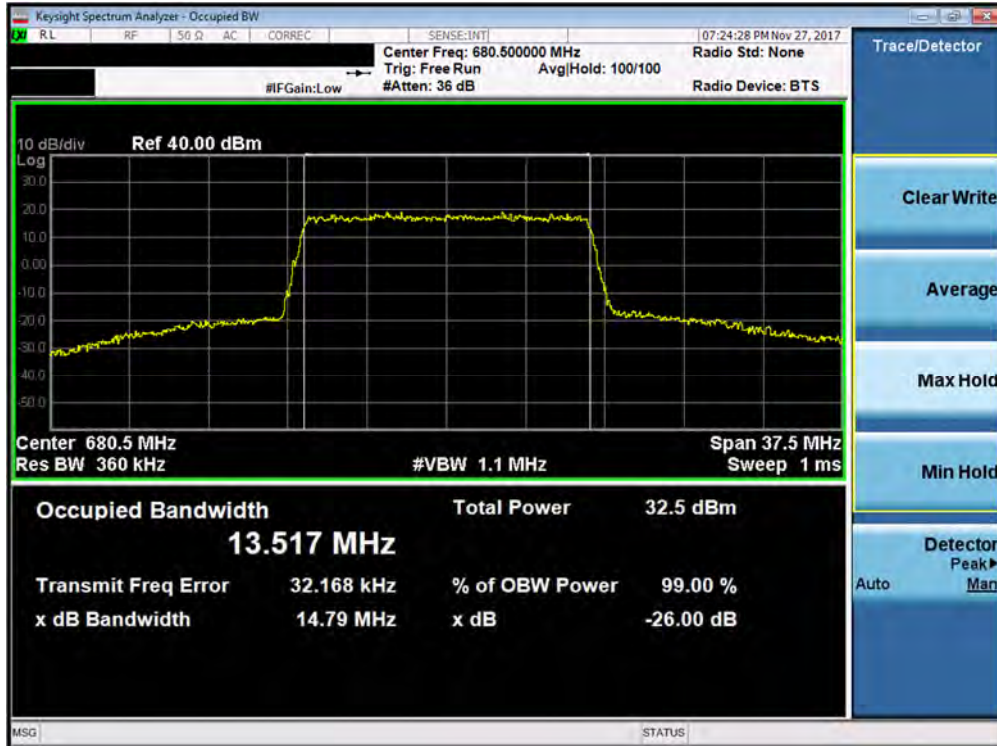 Keysight Spectrum Analyzer - Occupied BW
LXI RL RF 50 Ω AC CORREC SENSE:INT 07:24:28 PM Nov 27, 2017
Center Freq: 680.500000 MHz Radio Std: None
Trig: Free Run Avg|Hold: 100/100
#IFGain:Low #Atten: 36 dB Radio Device: BTS
10 dB/div Ref 40.00 dBm
Log
30.0
20.0
10.0
0.00
-10.0
-20.0
-30.0
-40.0
-50.0
Center 680.5 MHz Span 37.5 MHz
Res BW 360 kHz #VBW 1.1 MHz Sweep 1 ms
Occupied Bandwidth Total Power 32.5 dBm
13.517 MHz
Transmit Freq Error 32.168 kHz % of OBW Power 99.00 %
x dB Bandwidth 14.79 MHz x dB -26.00 dB
MSG STATUS
Trace/Detector
Clear Write
Average
Max Hold
Min Hold
Detector
Peak▶
Auto Man